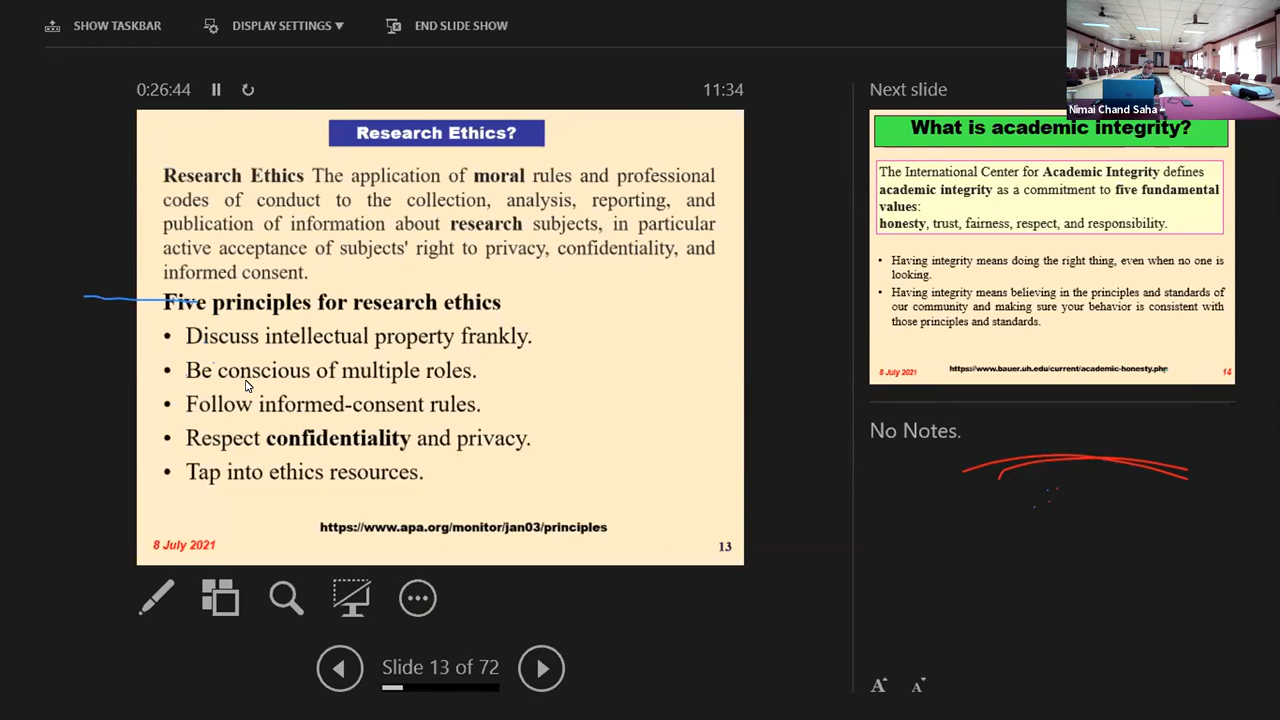 SHOW TASKBAR
DISPLAY SETTINGS ▼
END SLIDE SHOW
0:26:44
11:34
Research Ethics?
Research Ethics The application of moral rules and professional
codes of conduct to the collection, analysis, reporting, and
publication of information about research subjects, in particular
active acceptance of subjects' right to privacy, confidentiality, and
informed consent.
Five principles for research ethics
• Discuss intellectual property frankly.
• Be conscious of multiple roles.
• Follow informed-consent rules.
• Respect confidentiality and privacy.
• Tap into ethics resources.
https://www.apa.org/monitor/jan03/principles
8 July 2021
13
Slide 13 of 72
Next slide
Nimai Chand Saha
What is academic integrity?
The International Center for Academic Integrity defines
academic integrity as a commitment to five fundamental
values:
honesty, trust, fairness, respect, and responsibility.
• Having integrity means doing the right thing, even when no one is
looking.
• Having integrity means believing in the principles and standards of
our community and making sure your behavior is consistent with
those principles and standards.
https://www.bauer.uh.edu/current/academic-honesty.php
8 July 2021
14
No Notes.
A A